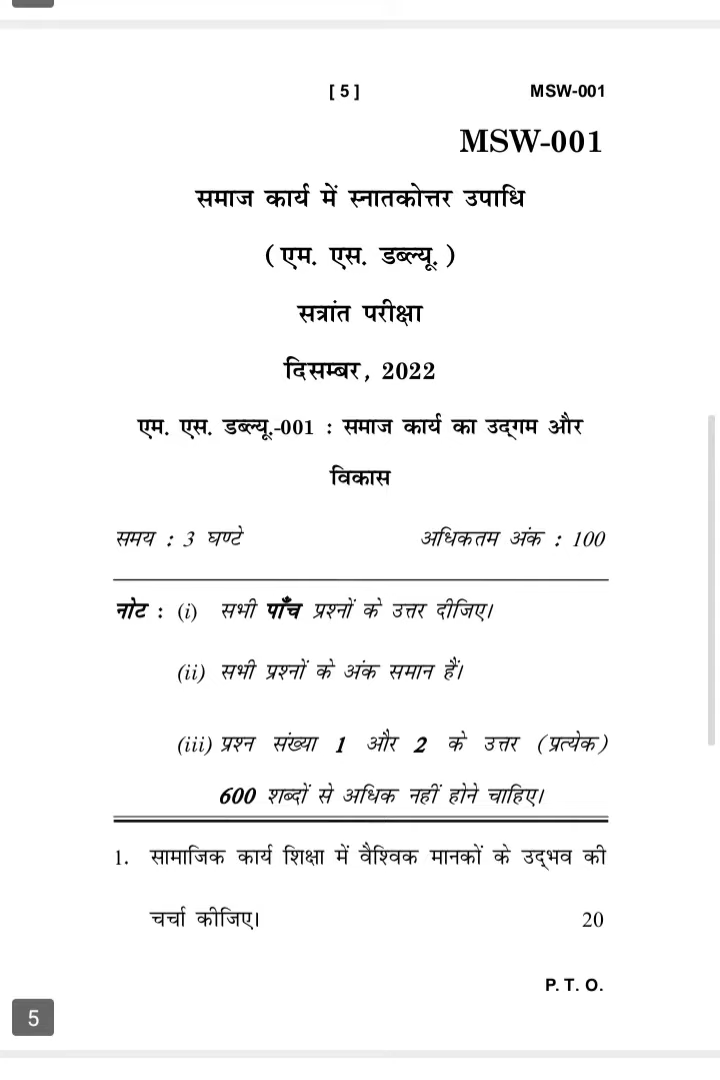 [ 5 ] MSW-001
MSW-001
समाज कार्य में स्नातकोत्तर उपाधि
( एम. एस. डब्ल्यू. )
सत्रांत परीक्षा
दिसम्बर, 2022
एम. एस. डब्ल्यू.-001 : समाज कार्य का उद्‌गम और
विकास
समय : 3 घण्टे अधिकतम अंक : 100
नोट : (i) सभी पाँच प्रश्नों के उत्तर दीजिए।
(ii) सभी प्रश्नों के अंक समान हैं।
(iii) प्रश्न संख्या 1 और 2 के उत्तर (प्रत्येक)
600 शब्दों से अधिक नहीं होने चाहिए।
1. सामाजिक कार्य शिक्षा में वैश्विक मानकों के उद्‌भव की
चर्चा कीजिए। 20
P. T. O.
5